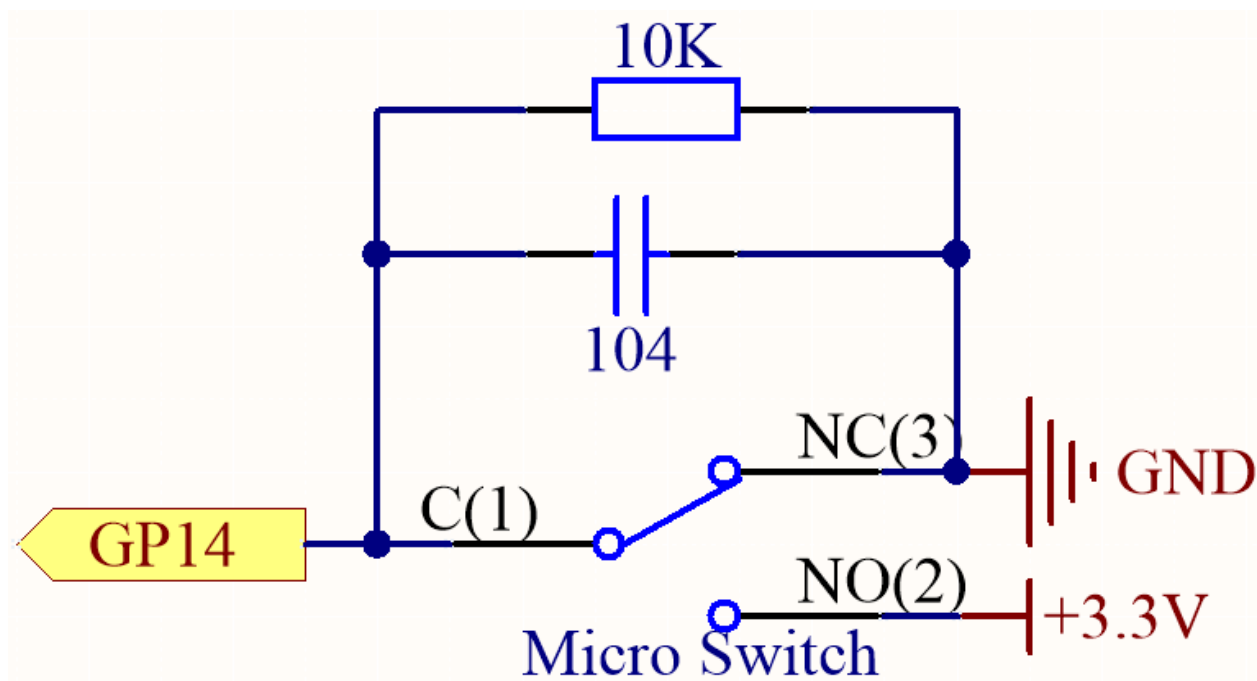 10K
104
NC(3)
GND
C(1)
GP14
NO(2)
+3.3V
Micro Switch